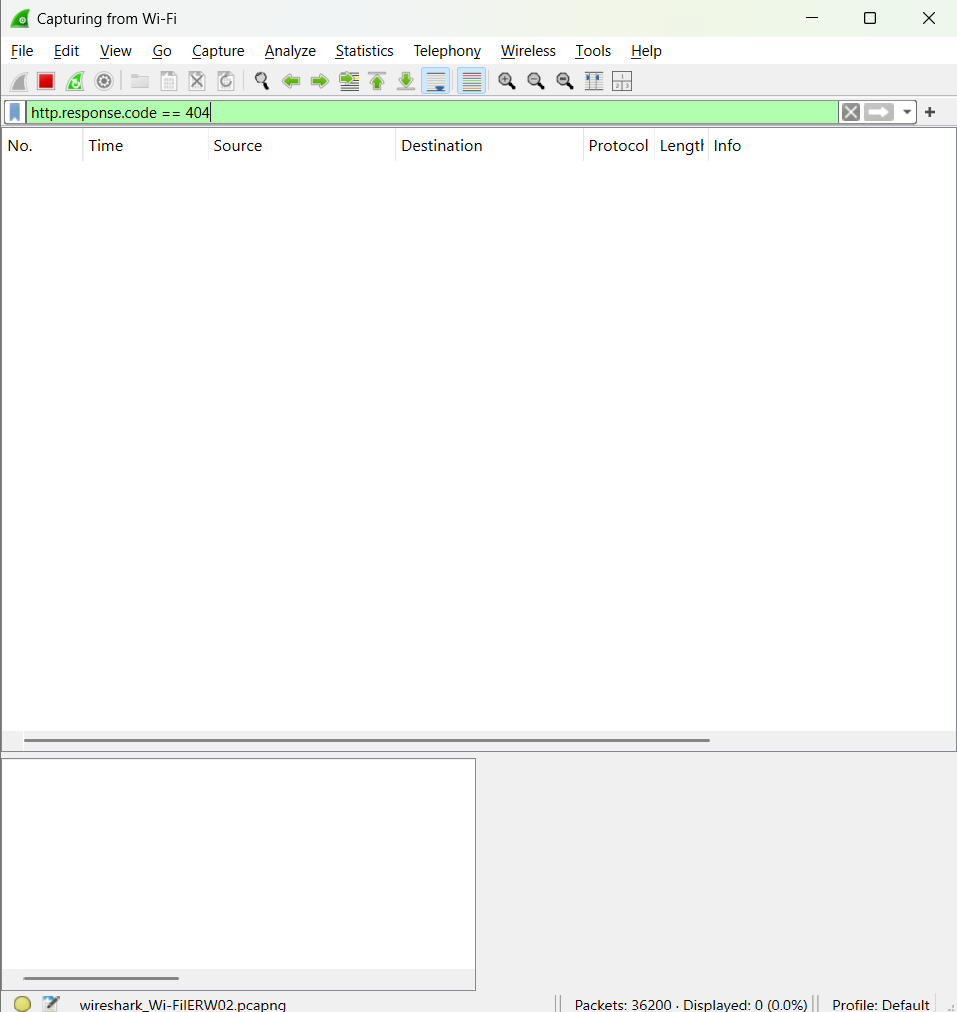 Capturing from Wi-Fi
File Edit View Go Capture Analyze Statistics Telephony Wireless Tools Help
http.response.code == 404
No. Time Source Destination Protocol Length Info
wireshark_Wi-FiIERW02.pcapng Packets: 36200 · Displayed: 0 (0.0%) Profile: Default